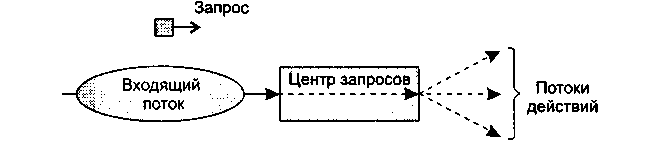 Запрос
Входящий
поток
Центр запросов
Потоки
действий